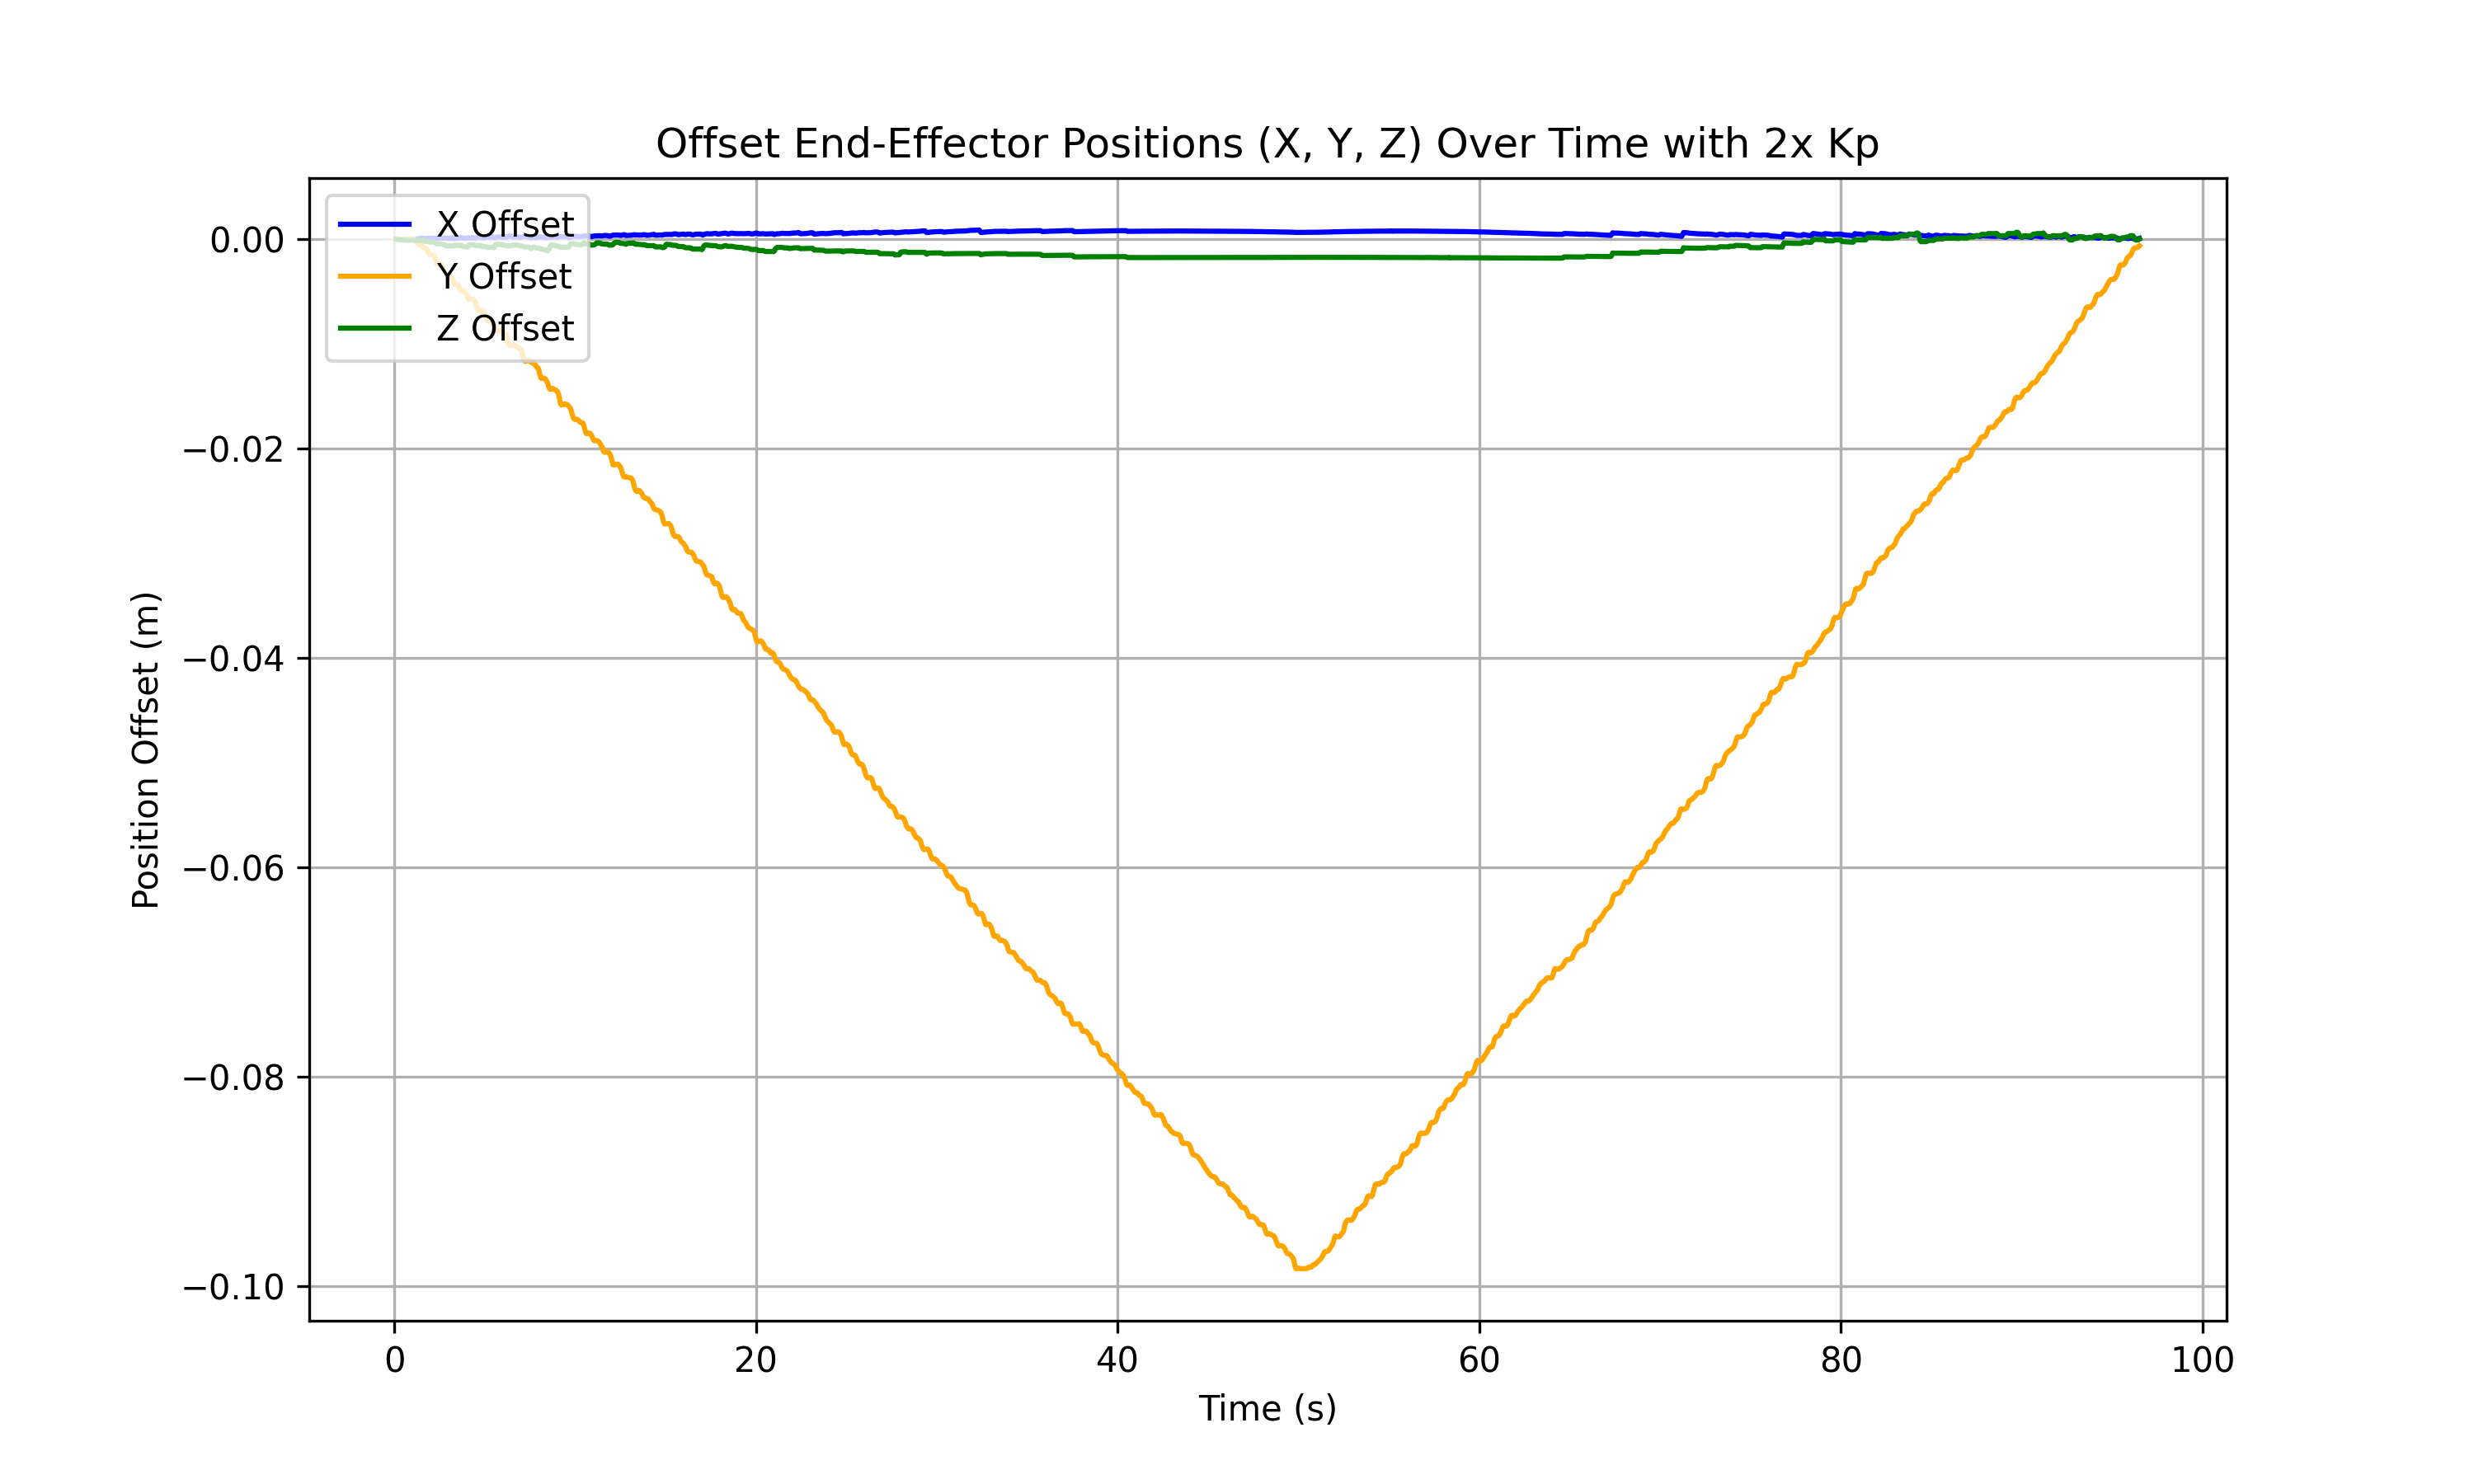 Offset End-Effector Positions (X, Y, Z) Over Time with 2x Kp
X Offset
Y Offset
Z Offset
0.00
−0.02
−0.04
−0.06
−0.08
−0.10
Position Offset (m)
0 20 40 60 80 100
Time (s)